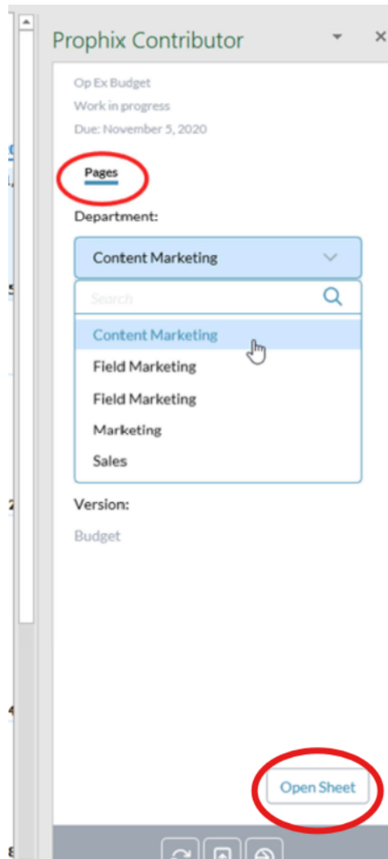 Prophix Contributor
Op Ex Budget
Work in progress
Due: November 5, 2020
Pages
Department:
Content Marketing
Search
Content Marketing
Field Marketing
Field Marketing
Marketing
Sales
Version:
Budget
Open Sheet